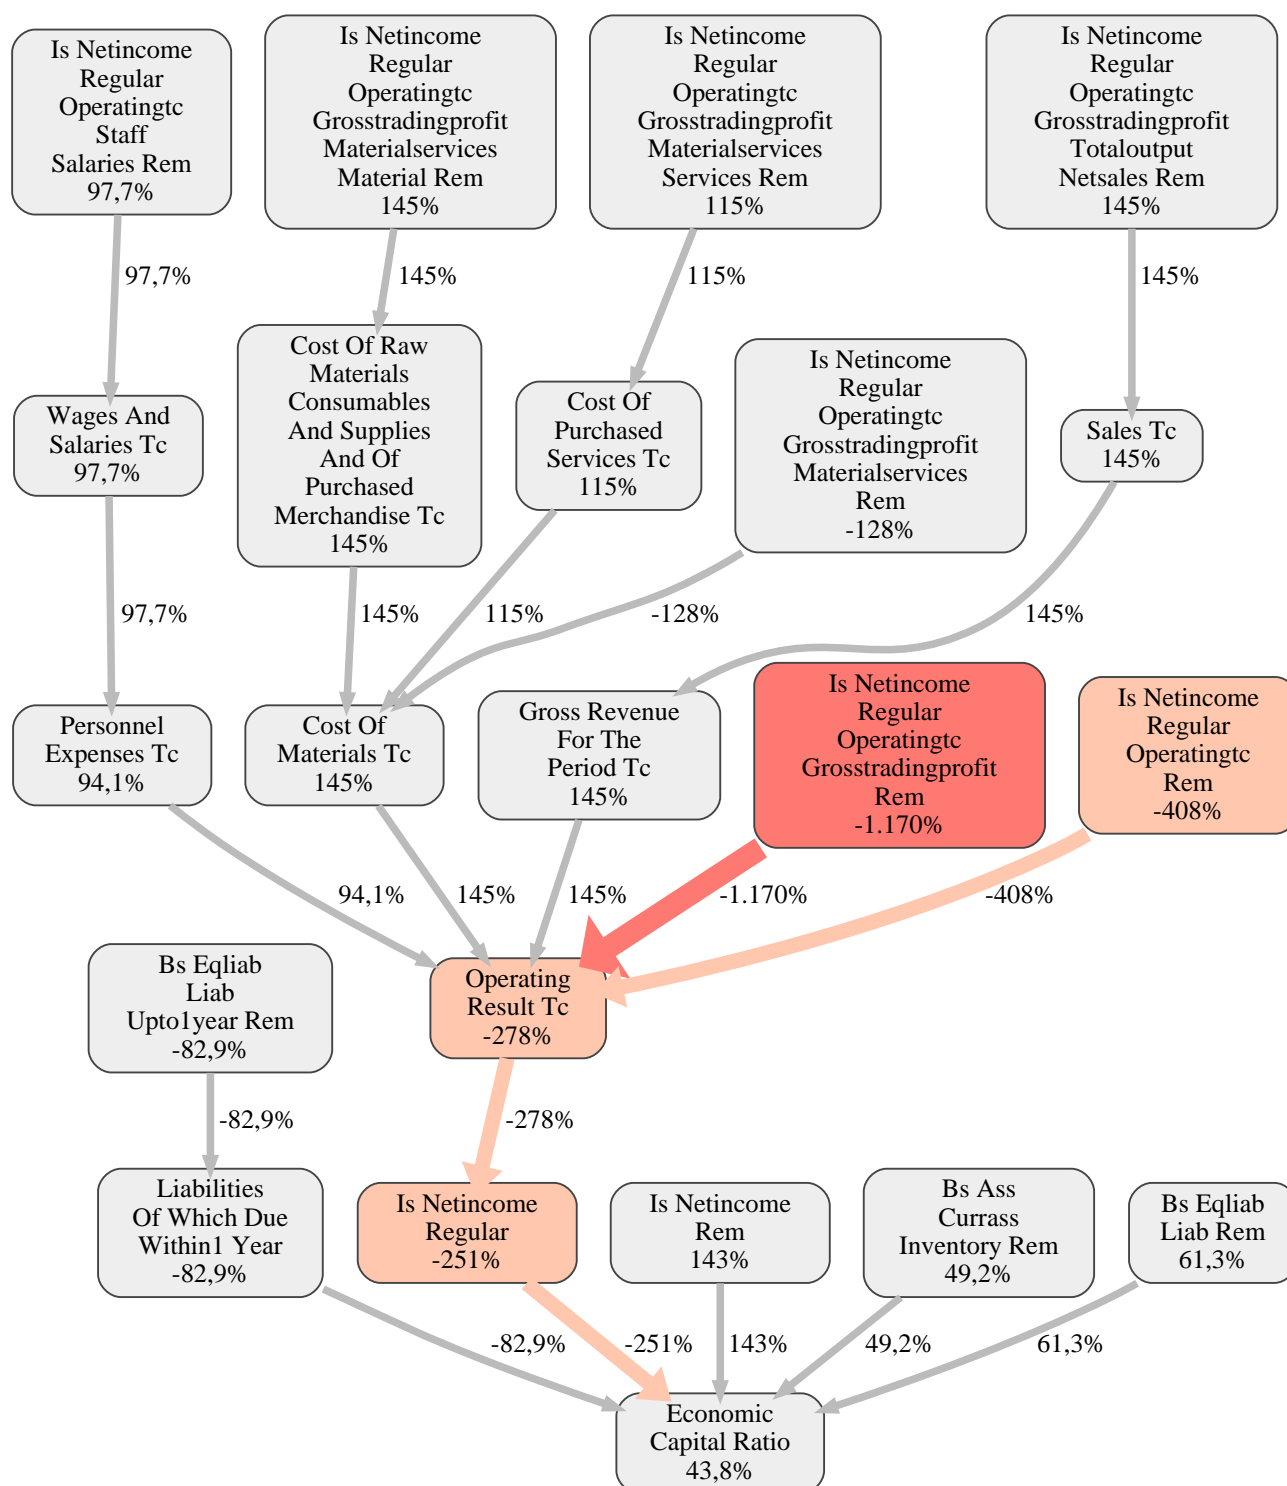 Is Netincome
Regular
Operatingtc
Staff
Salaries Rem
97,7%
Is Netincome
Regular
Operatingtc
Grosstradingprofit
Materialservices
Material Rem
145%
Is Netincome
Regular
Operatingtc
Grosstradingprofit
Materialservices
Services Rem
115%
Is Netincome
Regular
Operatingtc
Grosstradingprofit
Totaloutput
Netsales Rem
145%
97,7%
145%
115%
145%
Wages And
Salaries Tc
97,7%
Cost Of Raw
Materials
Consumables
And Supplies
And Of
Purchased
Merchandise Tc
145%
Cost Of
Purchased
Services Tc
115%
Is Netincome
Regular
Operatingtc
Grosstradingprofit
Materialservices
Rem
-128%
Sales Tc
145%
97,7%
145%
115%
-128%
145%
Personnel
Expenses Tc
94,1%
Cost Of
Materials Tc
145%
Gross Revenue
For The
Period Tc
145%
Is Netincome
Regular
Operatingtc
Grosstradingprofit
Rem
-1.170%
Is Netincome
Regular
Operatingtc
Rem
-408%
94,1%
145%
145%
-1.170%
-408%
Bs Eqliab
Liab
Upto1year Rem
-82,9%
Operating
Result Tc
-278%
-82,9%
-278%
Liabilities
Of Which Due
Within1 Year
-82,9%
Is Netincome
Regular
-251%
Is Netincome
Rem
143%
Bs Ass
Currass
Inventory Rem
49,2%
Bs Eqliab
Liab Rem
61,3%
-82,9%
-251%
143%
49,2%
61,3%
Economic
Capital Ratio
43,8%